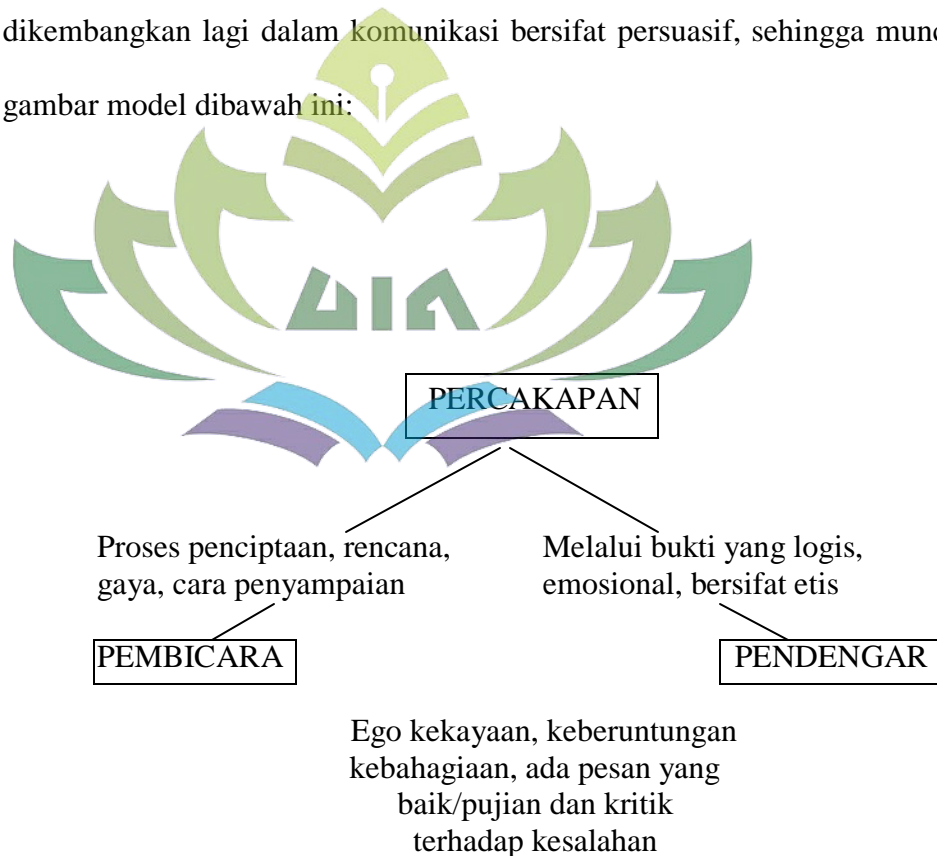 dikembangkan lagi dalam komunikasi bersifat persuasif, sehingga
gambar model dibawah ini:
UIN
PERCAKAPAN
Proses penciptaan, rencana,
gaya, cara penyampaian
Melalui bukti yang logis,
emosional, bersifat etis
PEMBICARA
PENDENGAR
Ego kekayaan, keberuntungan
kebahagiaan, ada pesan yang
baik/pujian dan kritik
terhadap kesalahan